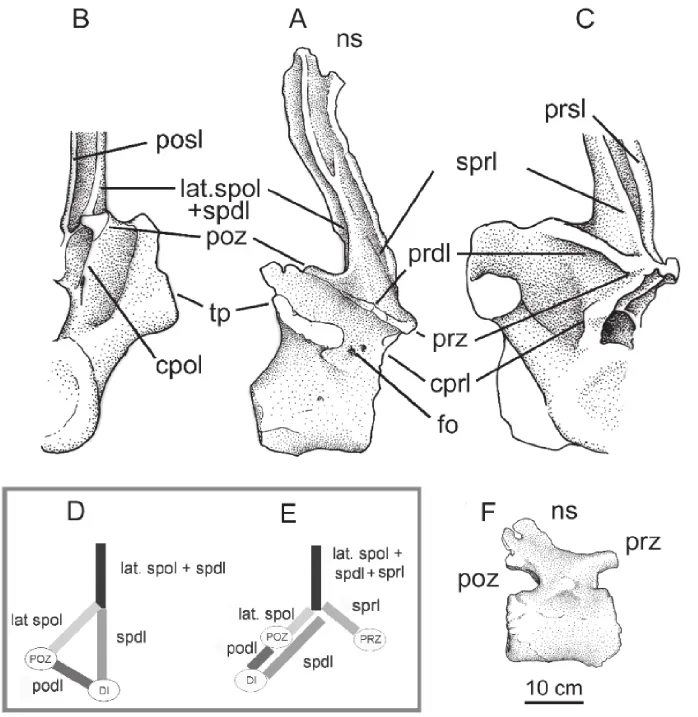 B
A
C
ns
posl
prsl
sprl
lat.spol
+spdl
poz
prdl
tp
prz
cpol
cprl
fo
D
E
F
ns
lat. spol + spdl
lat. spol +
spdl + sprl
prz
lat spol
spdl
lat. spol
sprl
poz
POZ
POZ
PRZ
podl
podl
spdl
DI
DI
10 cm